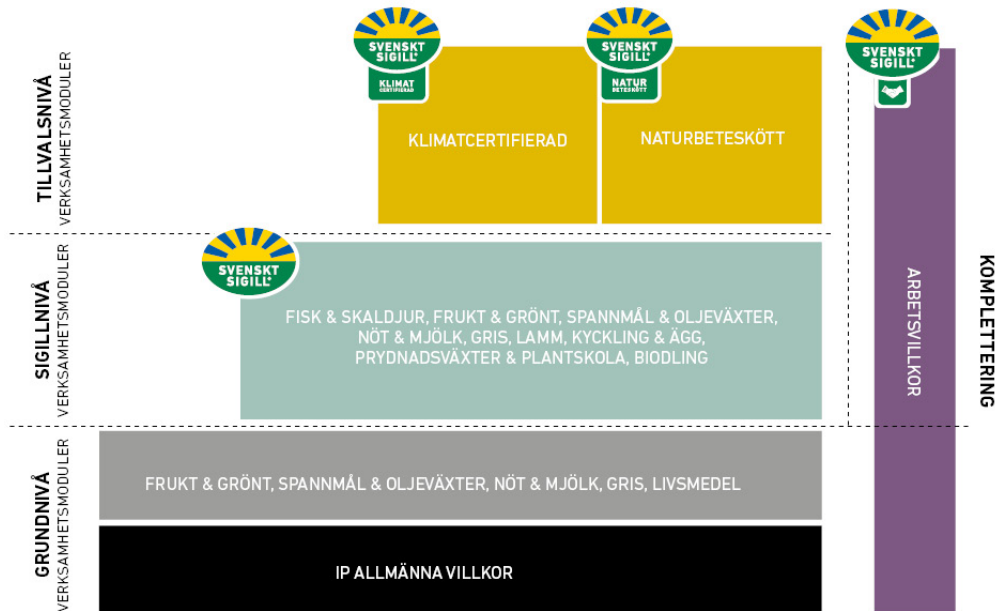 TILLVALSNIVÅ
VERKSAMHETSMODULER
SVENSKT
SIGILL®
KLIMAT
CERTIFIERAD
KLIMATCERTIFIERAD
SVENSKT
SIGILL®
NATUR
BETESKÖTT
NATURBETESKÖTT
SVENSKT
SIGILL®
SIGILLNIVÅ
VERKSAMHETSMODULER
SVENSKT
SIGILL®
FISK & SKALDJUR, FRUKT & GRÖNT, SPANNMÅL & OLJEVÄXTER,
NÖT & MJÖLK, GRIS, LAMM, KYCKLING & ÄGG,
PRYDNADSVÄXTER & PLANTSKOLA, BIODLING
ARBETSVILLKOR
KOMPLETTERING
GRUNDNIVÅ
VERKSAMHETSMODULER
FRUKT & GRÖNT, SPANNMÅL & OLJEVÄXTER, NÖT & MJÖLK, GRIS, LIVSMEDEL
IP ALLMÄNNA VILLKOR